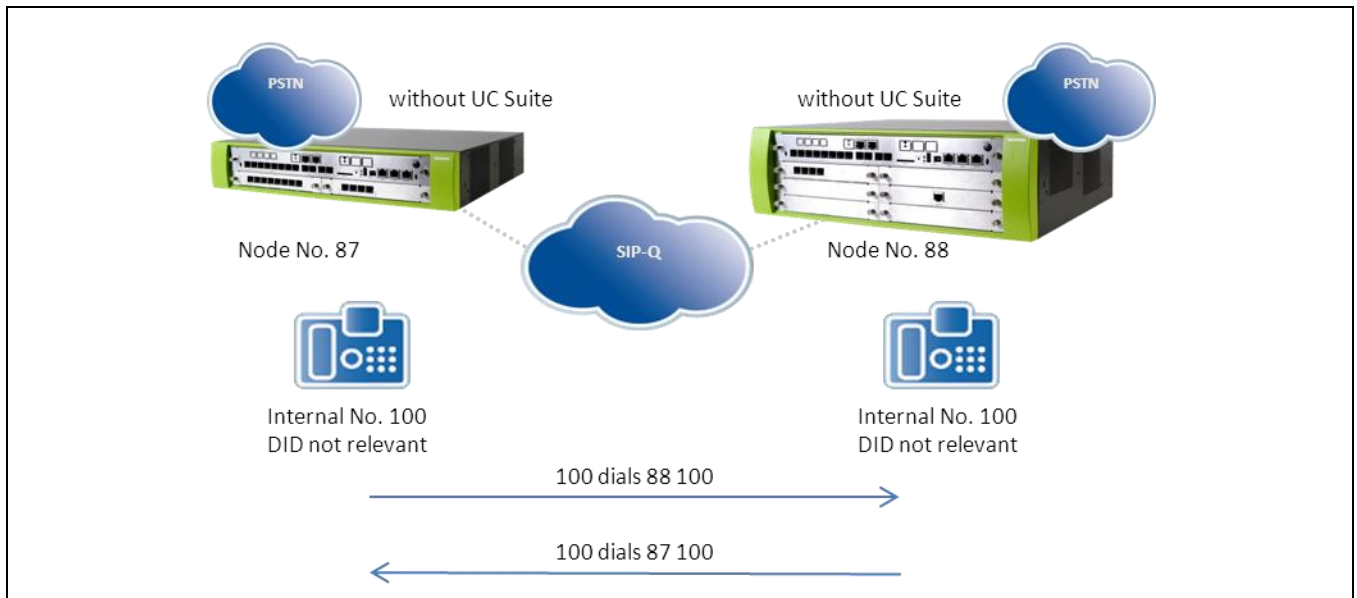 PSTN
without UC Suite
without UC Suite
PSTN
Node No. 87
SIP-Q
Node No. 88
Internal No. 100
DID not relevant
Internal No. 100
DID not relevant
100 dials 88 100
100 dials 87 100